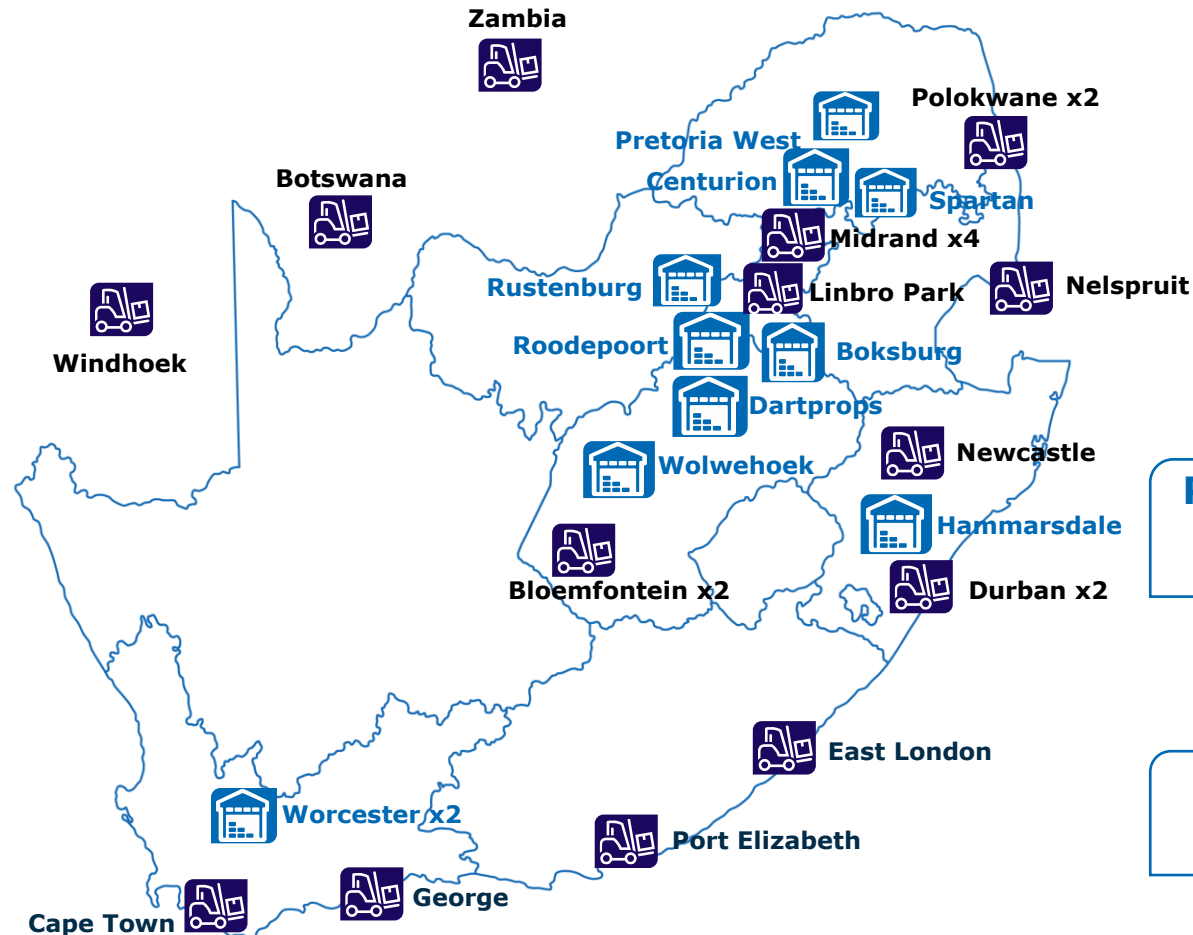 Zambia
Polokwane x2
Pretoria West
Centurion
Botswana
Spartan
Midrand x4
Rustenburg
Linbro Park
Nelspruit
Windhoek
Roodepoort
Boksburg
Dartprops
Newcastle
Wolwehoek
Hammarsdale
Bloemfontein x2
Durban x2
East London
Worcester x2
Port Elizabeth
George
Cape Town